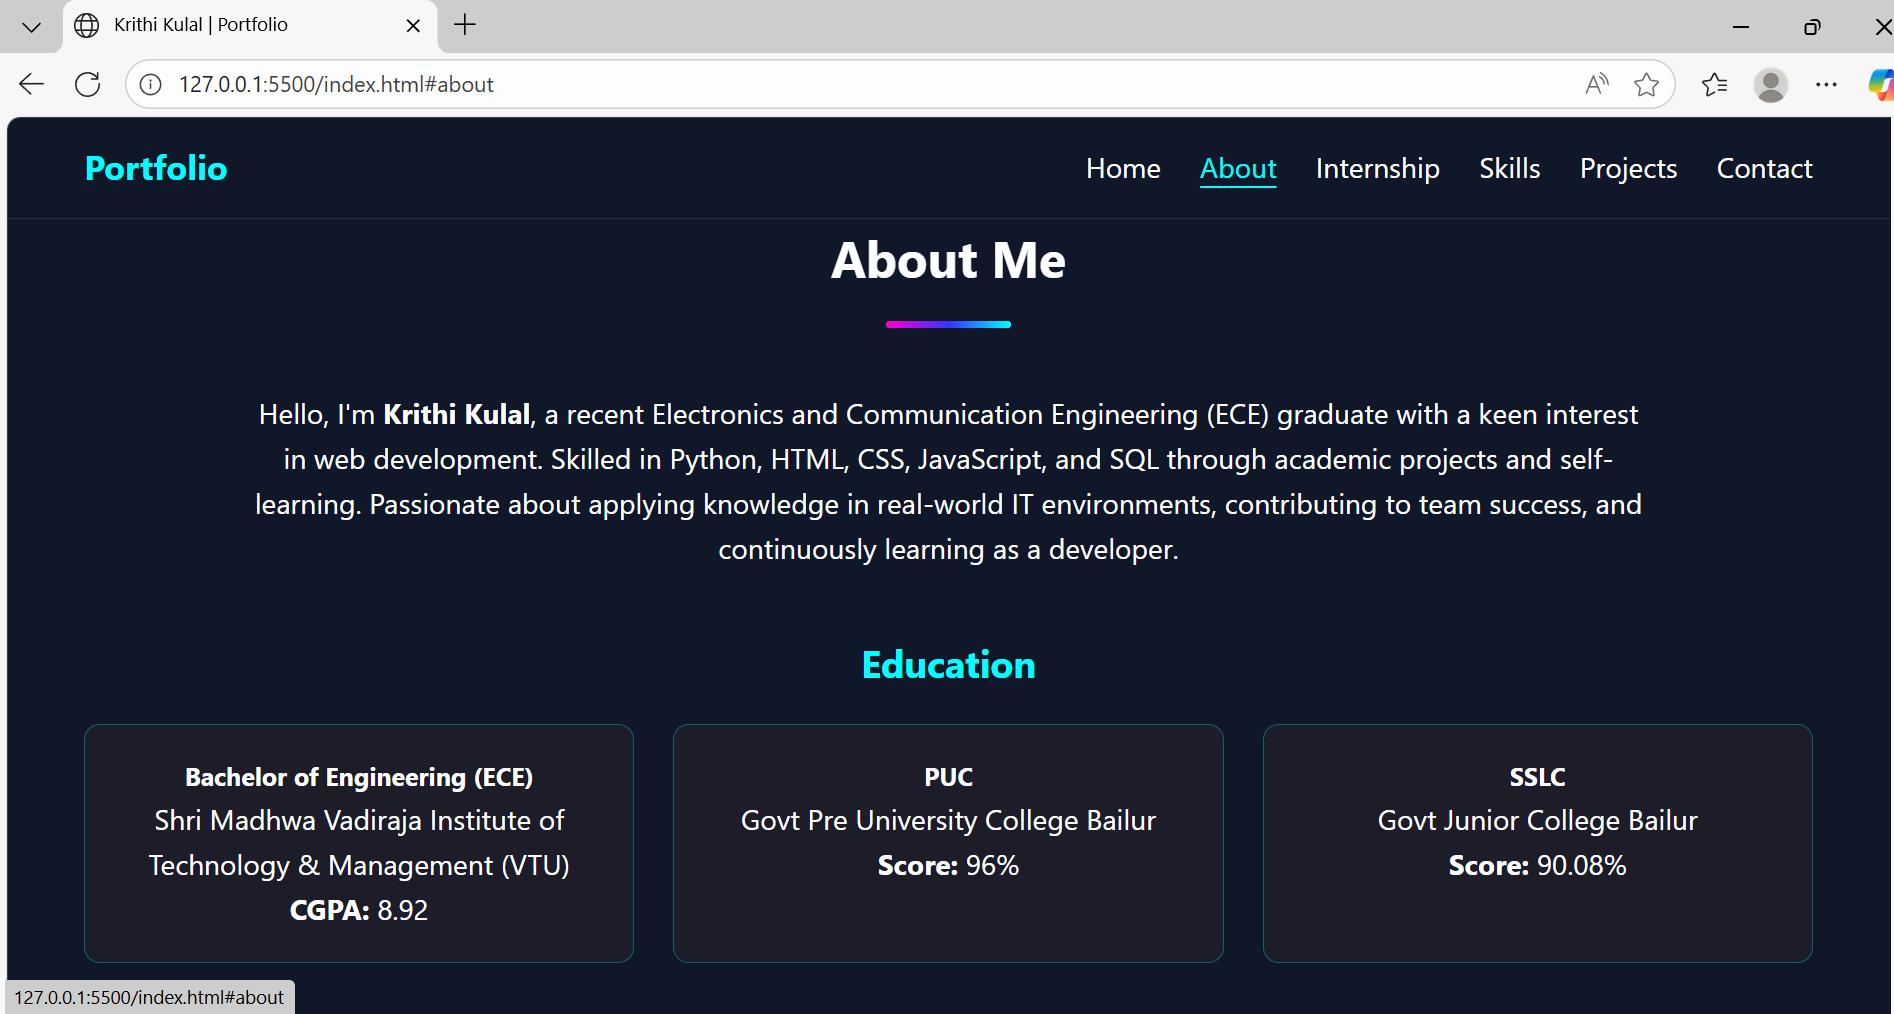 Krithi Kulal | Portfolio
127.0.0.1:5500/index.html#about
Portfolio
Home About Internship Skills Projects Contact
About Me
Hello, I'm Krithi Kulal, a recent Electronics and Communication Engineering (ECE) graduate with a keen interest
in web development. Skilled in Python, HTML, CSS, JavaScript, and SQL through academic projects and self-
learning. Passionate about applying knowledge in real-world IT environments, contributing to team success, and
continuously learning as a developer.
Education
Bachelor of Engineering (ECE)
Shri Madhwa Vadiraja Institute of
Technology & Management (VTU)
CGPA: 8.92
PUC
Govt Pre University College Bailur
Score: 96%
SSLC
Govt Junior College Bailur
Score: 90.08%
127.0.0.1:5500/index.html#about